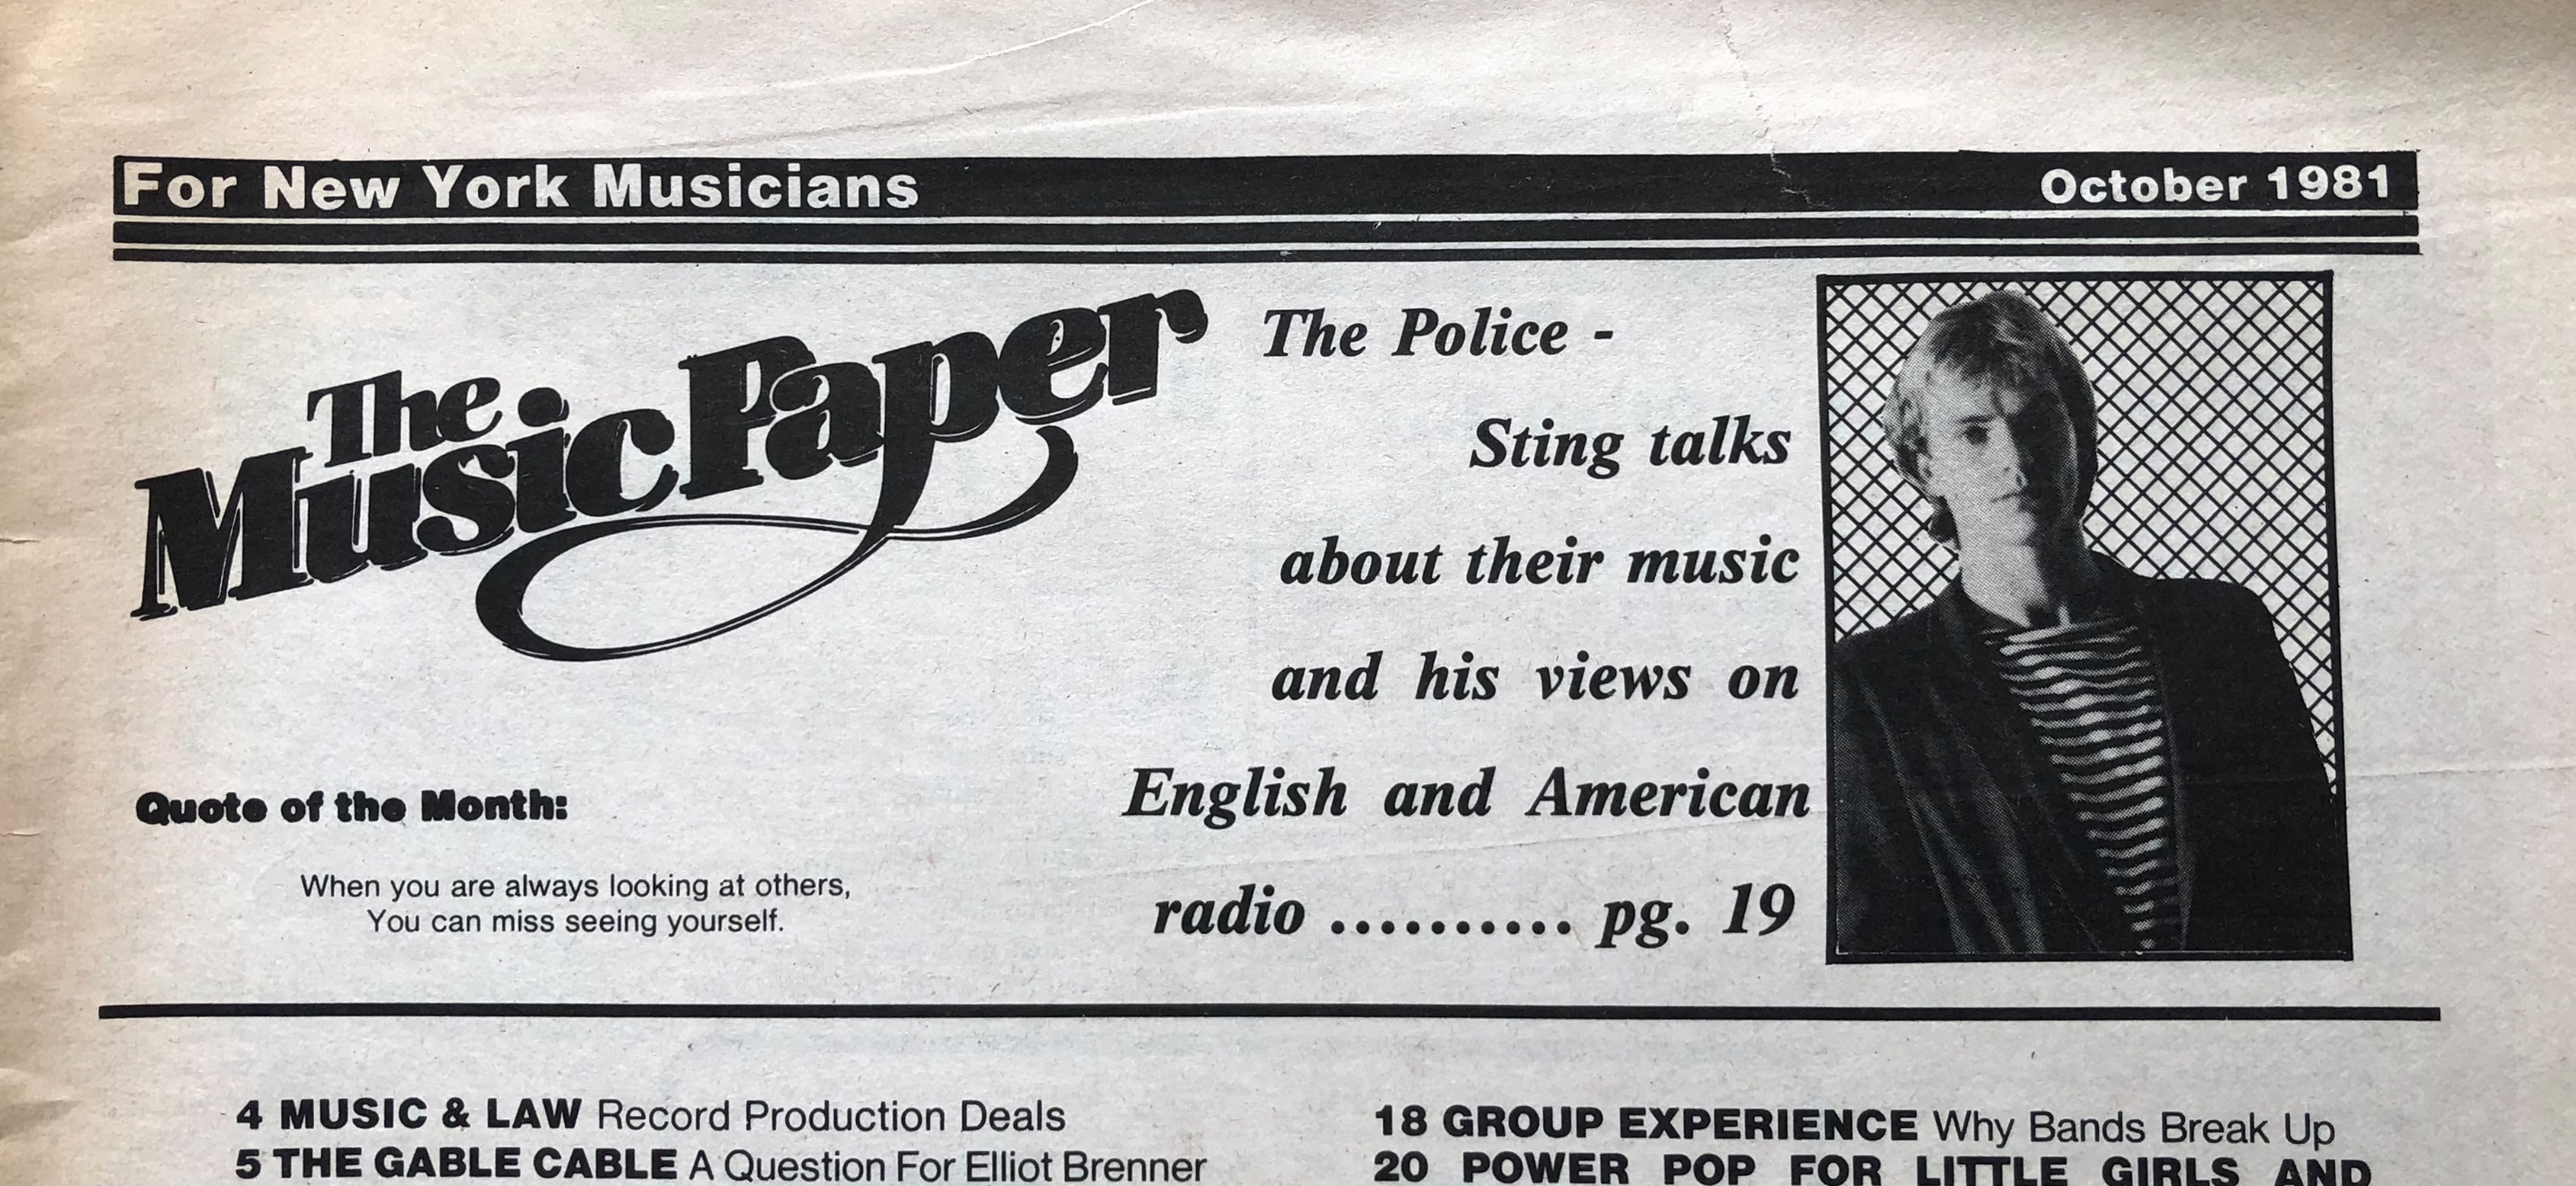 For New York Musicians
October 1981
The
Music Paper
The Police -
Sting talks
about their music
and his views on
English and American
radio .......... pg. 19
Quote of the Month:
When you are always looking at others,
You can miss seeing yourself.
4 MUSIC & LAW Record Production Deals
5 THE GABLE CABLE A Question For Elliot Brenner
18 GROUP EXPERIENCE Why Bands Break Up
20 POWER POP FOR LITTLE GIRLS AND